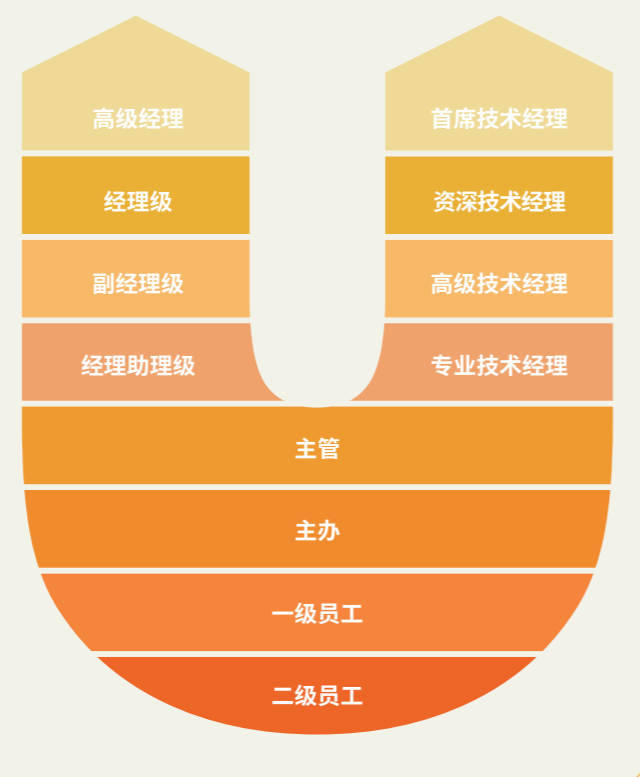 高级经理
首席技术经理
经理级
资深技术经理
副经理级
高级技术经理
经理助理级
专业技术经理
主管
主办
一级员工
二级员工